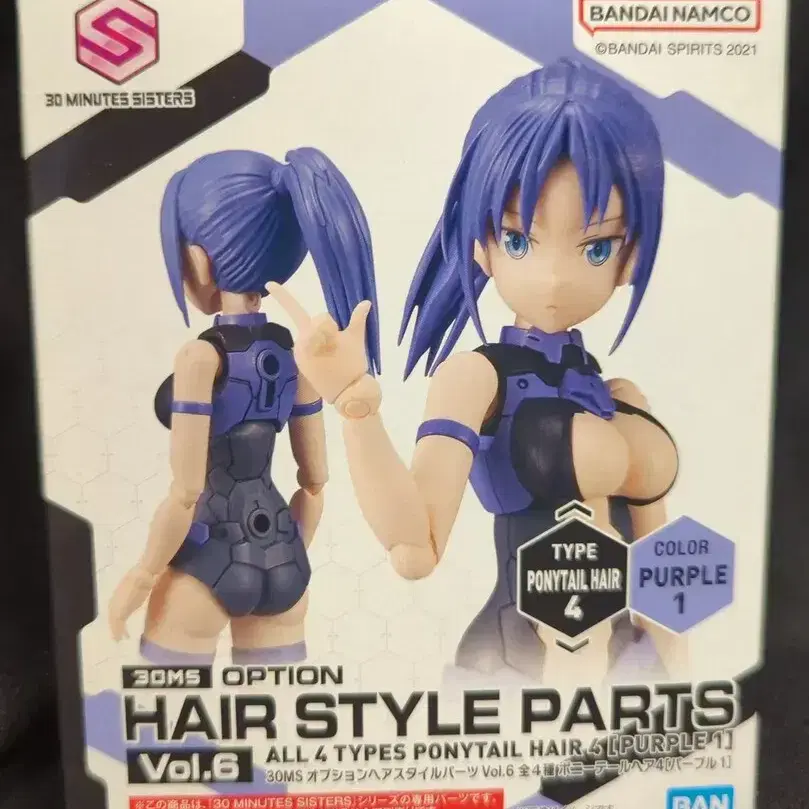 BANDAI NAMCO
©BANDAI SPIRITS 2021
30 MINUTES SISTERS
TYPE
PONYTAIL HAIR
4
COLOR
PURPLE
1
30MS OPTION
HAIR STYLE PARTS
Vol.6 ALL 4 TYPES PONYTAIL HAIR 4 [PURPLE 1]
30MS オプションヘアスタイルパーツ Vol.6 全4種 ポニーテールヘア4[パープル1]
BAN
※この商品は、「30 MINUTES SISTERS」シリーズの専用パーツです。